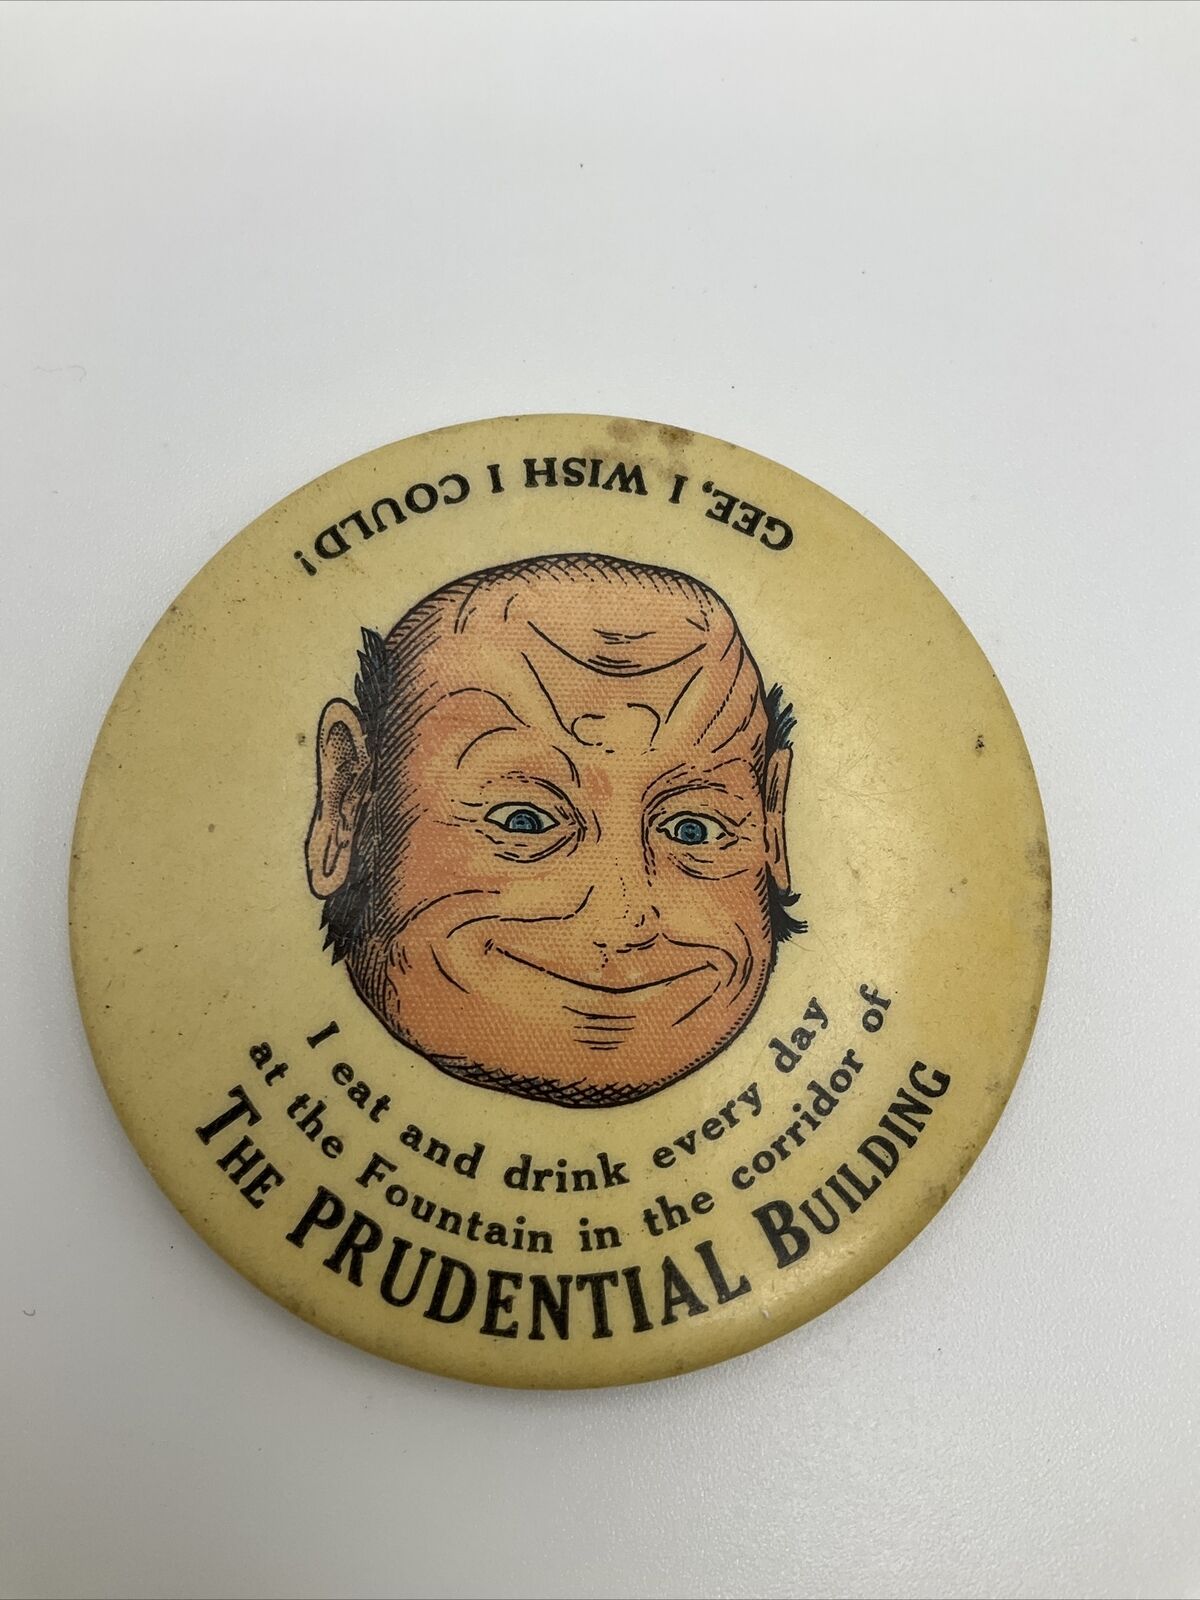 GEE, I WISH I COULD!
I eat and drink every day
at the Fountain in the corridor of
THE PRUDENTIAL BUILDING